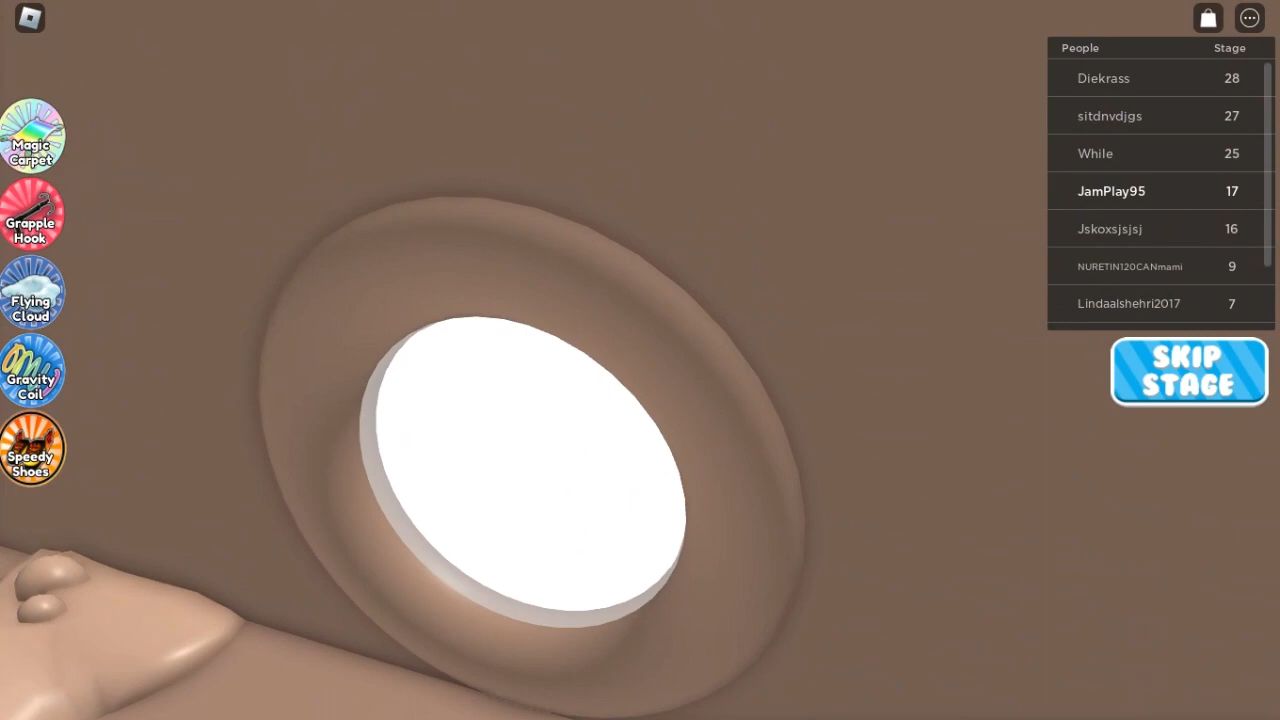 People Stage
Diekrass 28
sitdnvdjgs 27
While 25
JamPlay95 17
Jskoxsjsjsj 16
NURETIN120CANmami 9
Lindaalshehri2017 7
SKIP
STAGE
Magic
Carpet
Grapple
Hook
Flying
Cloud
Gravity
Coil
Speedy
Shoes